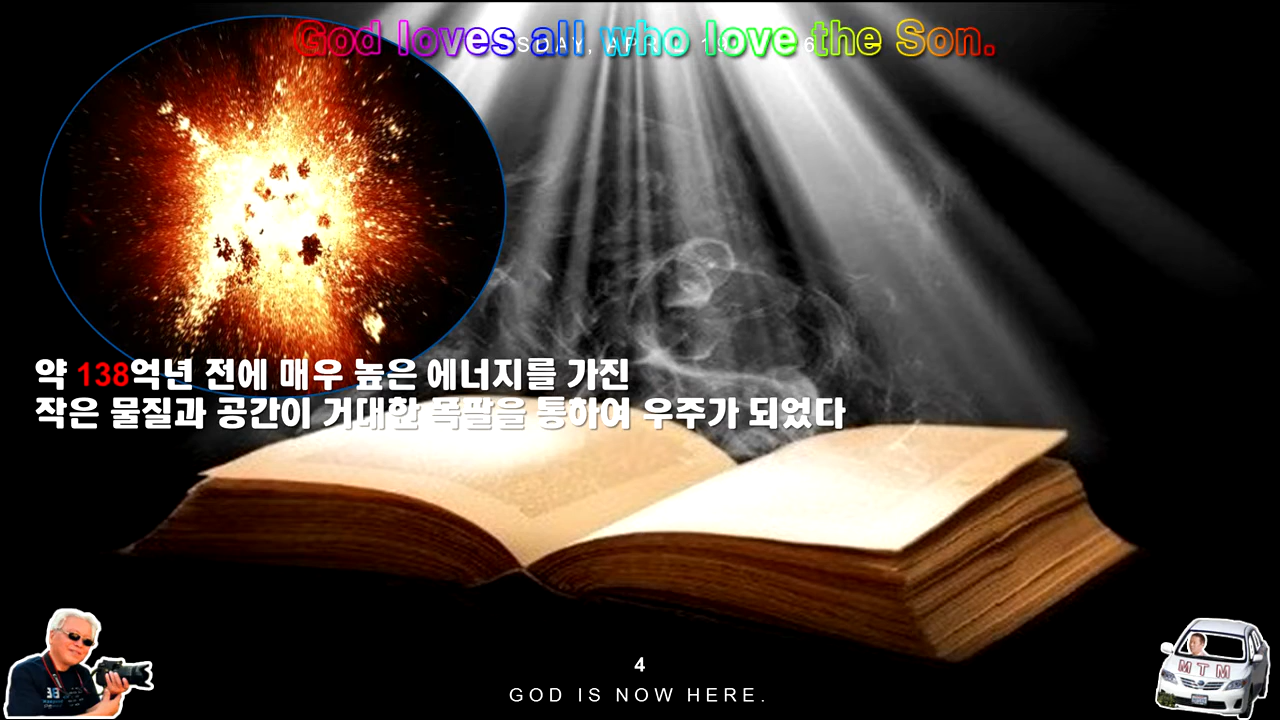 God loves all who love the Son.
약 138억년 전에 매우 높은 에너지를 가진
작은 물질과 공간이 거대한 폭팔을 통하여 우주가 되었다
4
GOD IS NOW HERE.
MTM